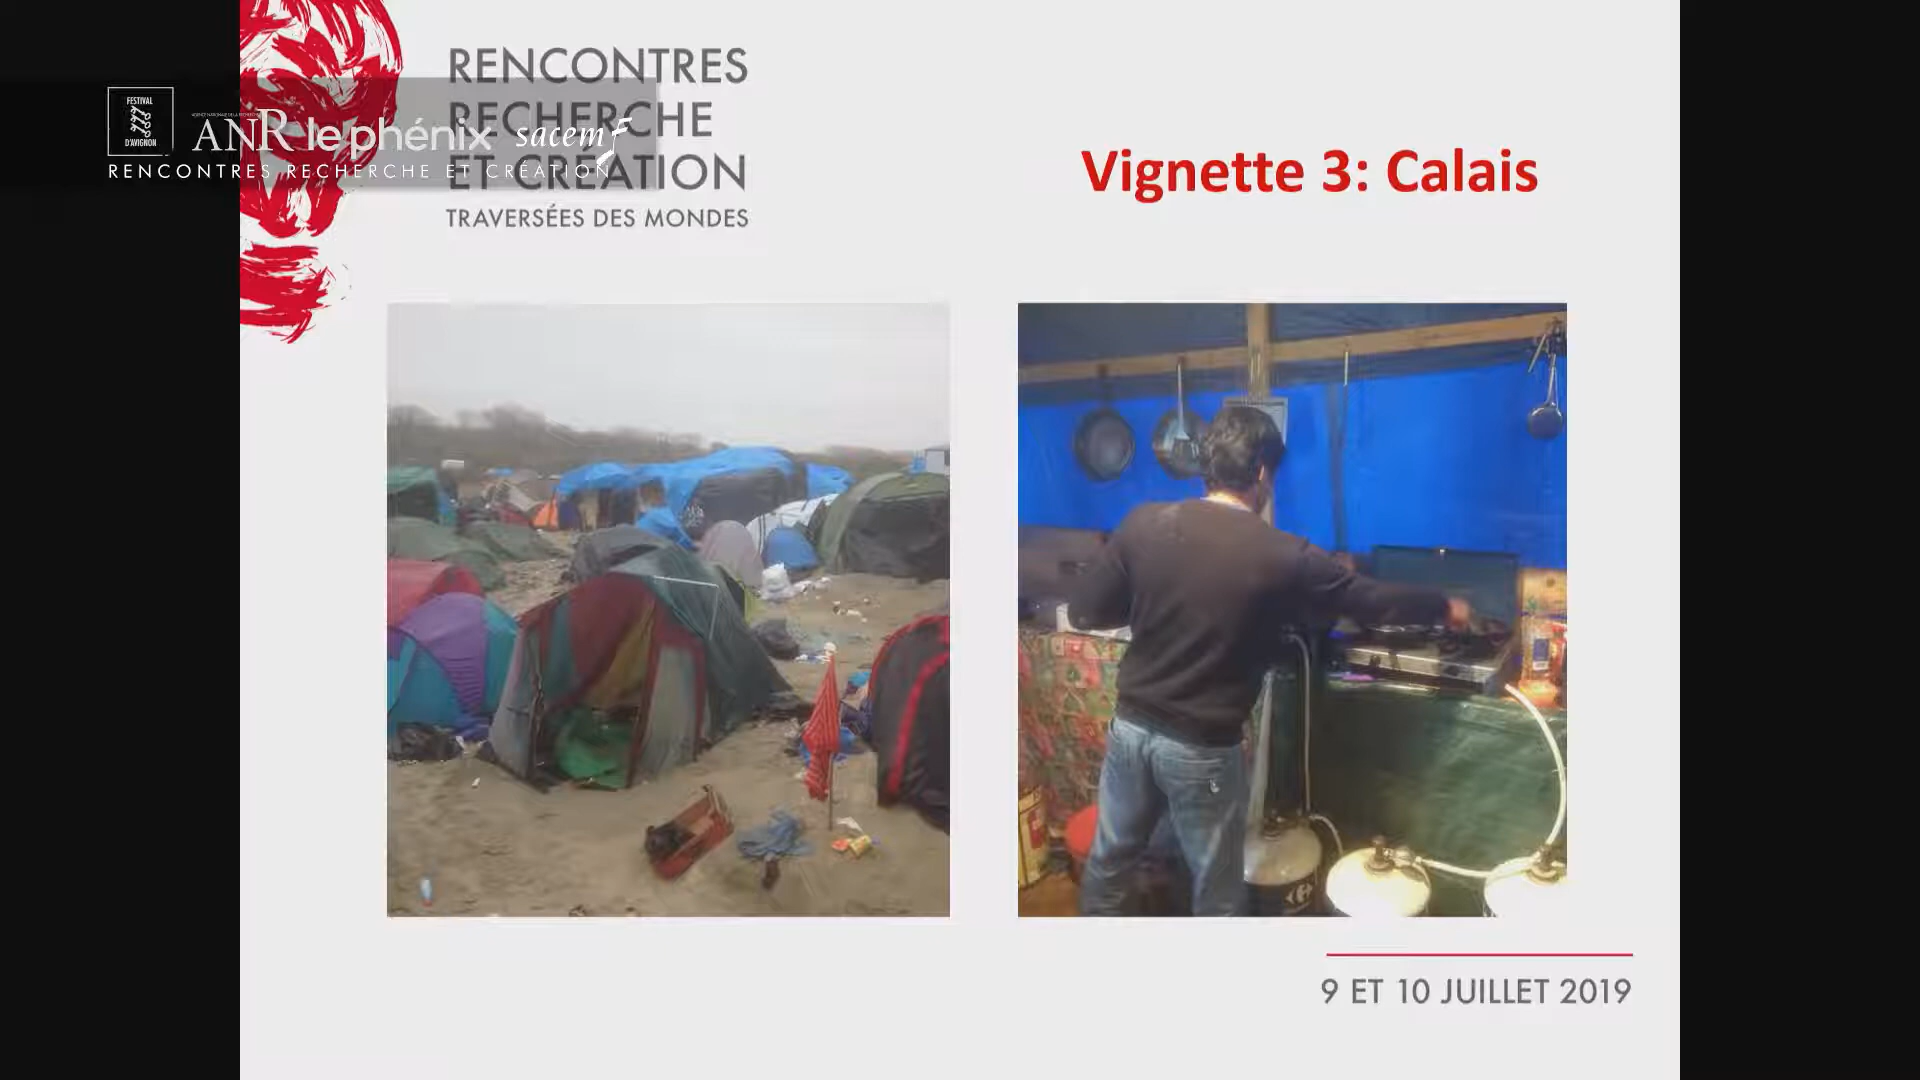 RENCONTRES
RECHERCHE
ET CRÉATION
TRAVERSÉES DES MONDES
FESTIVAL
D'AVIGNON
ANR le phénix sacem
RENCONTRES RECHERCHE ET CRÉATION
Vignette 3: Calais
9 ET 10 JUILLET 2019